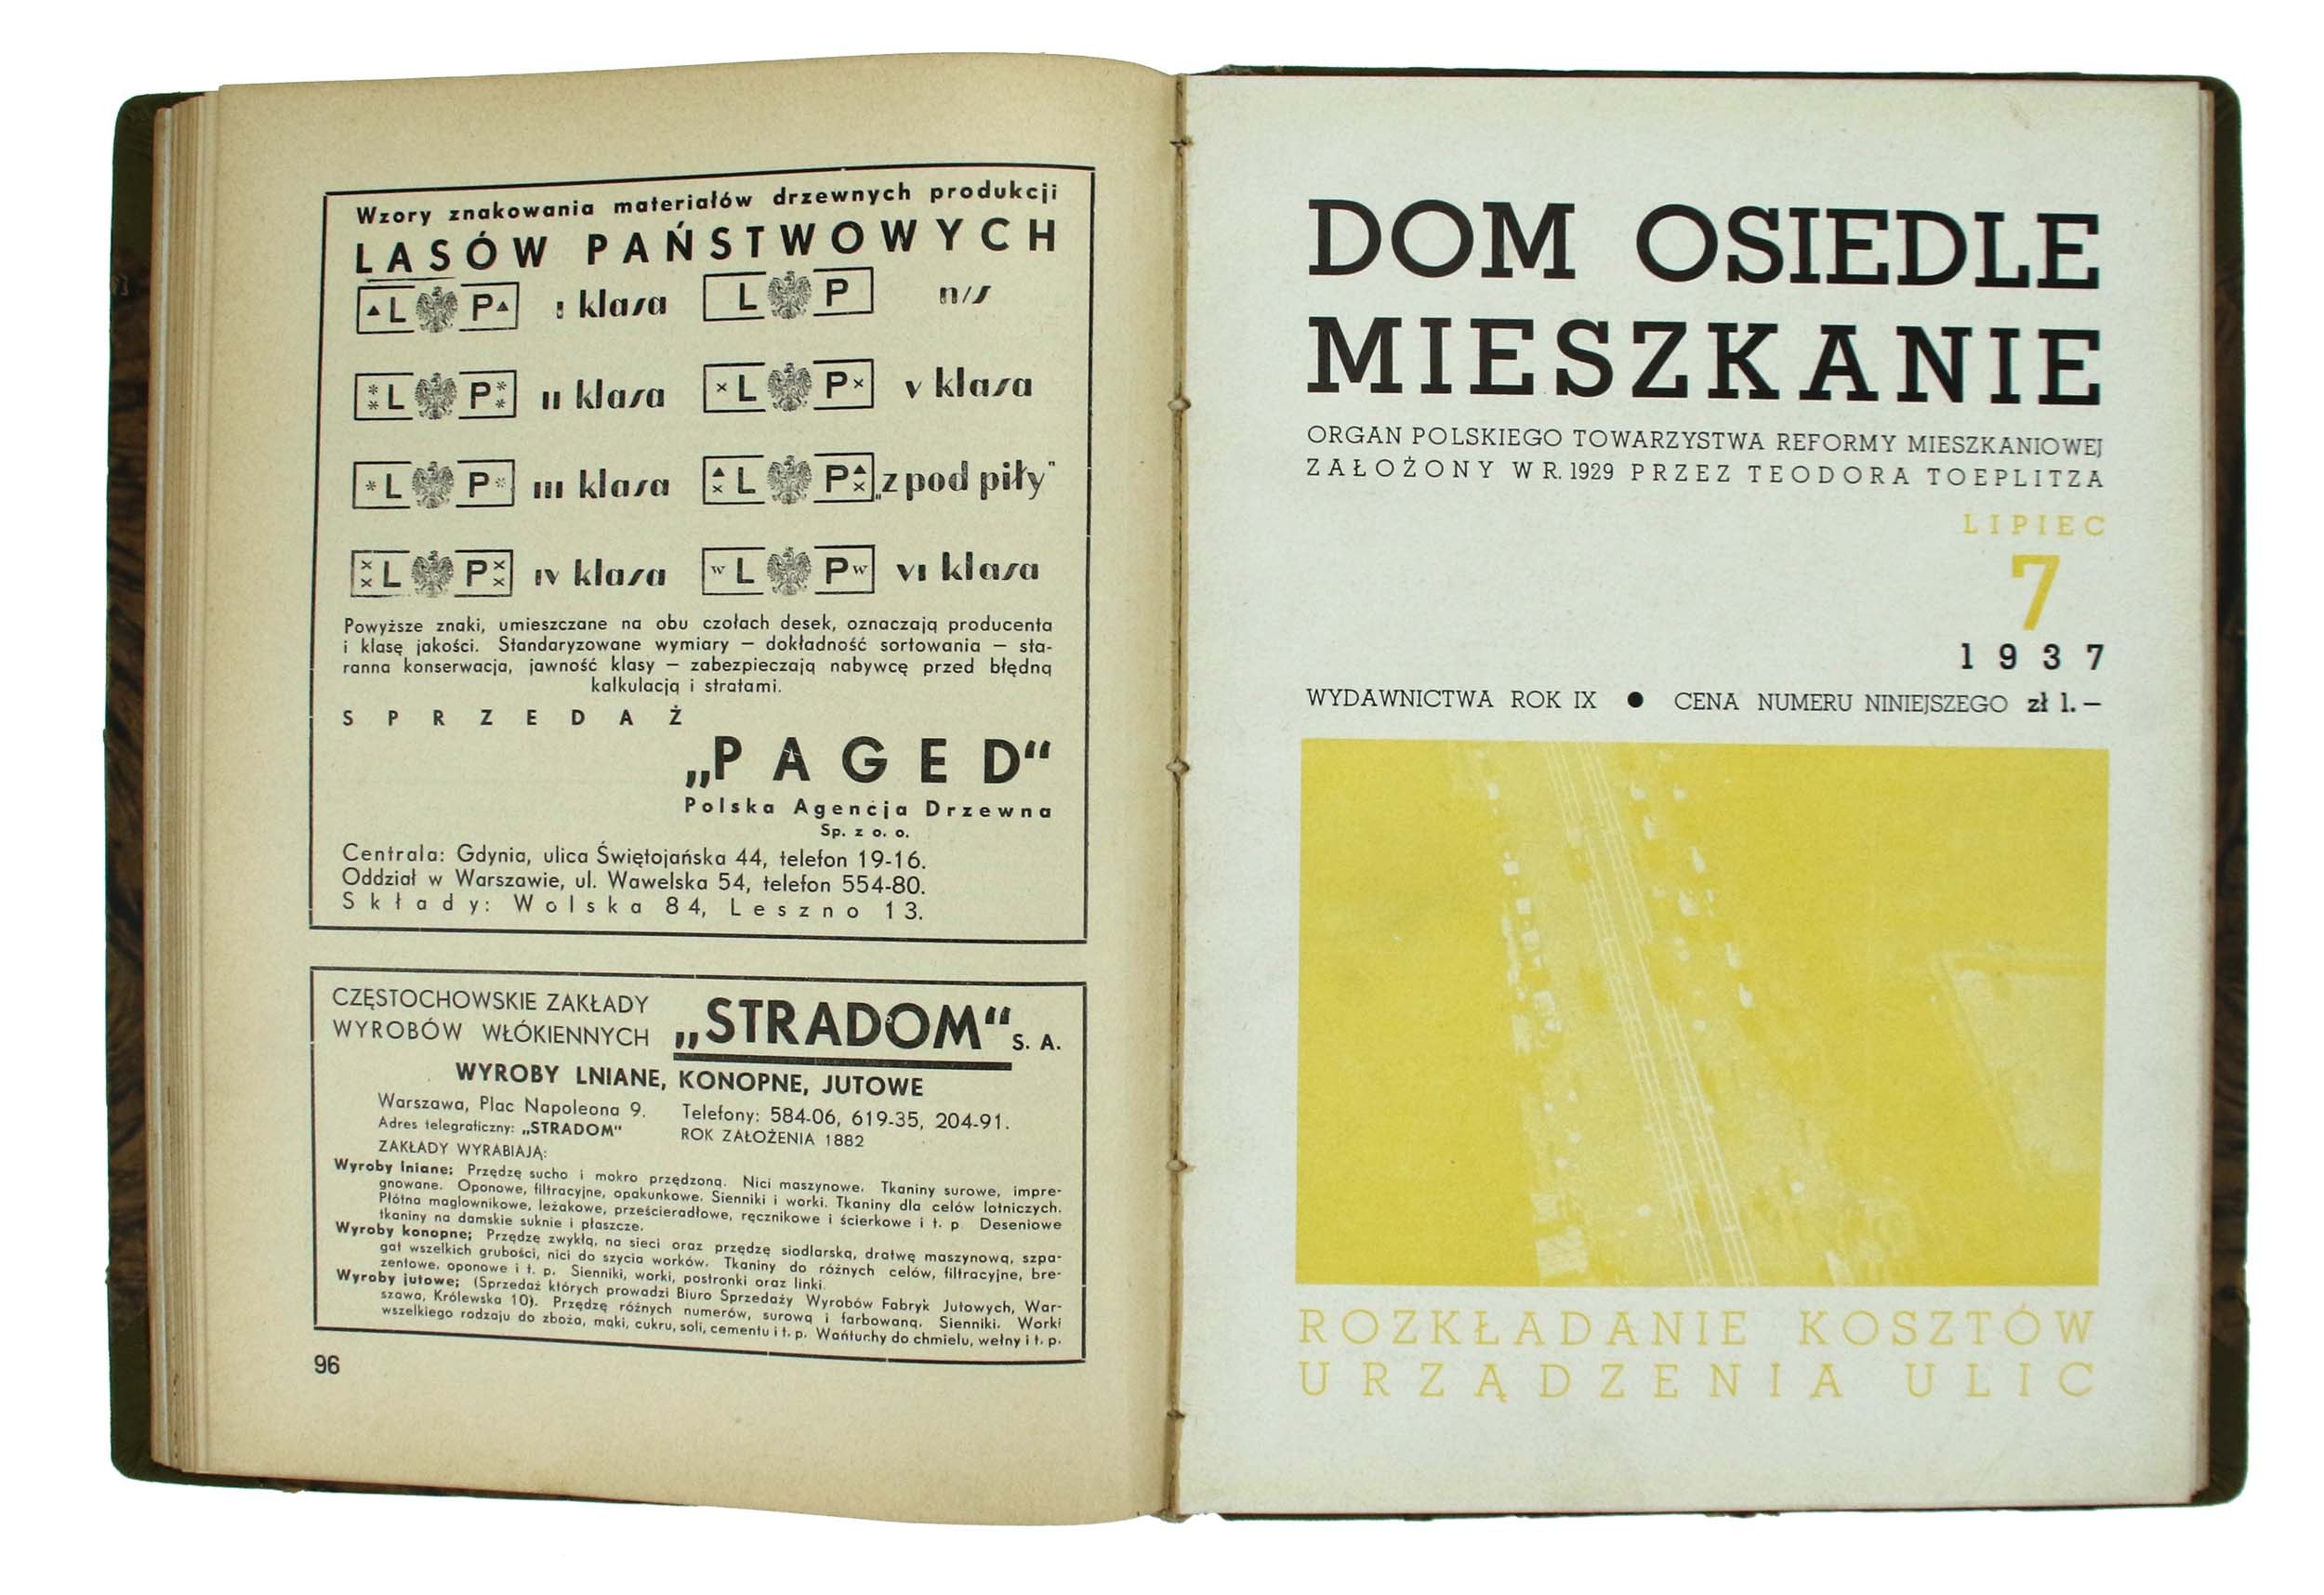 Wzory znakowania materiałów drzewnych produkcji
LASÓW PAŃSTWOWYCH
L P I klasa L P n/s
L P II klasa × L P × V klasa
* L P * III klasa × L P × „z pod piły"
× × L P × × IV klasa w L P w VI klasa
Powyższe znaki, umieszczane na obu czołach desek, oznaczają producenta
i klasę jakości. Standaryzowane wymiary — dokładność sortowania — sta-
ranna konserwacja, jawność klasy — zabezpieczają nabywcę przed błędną
kalkulacją i stratami.
SPRZEDAŻ
„PAGED“
Polska Agencja Drzewna
Sp. z o. o.
Centrala: Gdynia, ulica Świętojańska 44, telefon 19-16.
Oddział w Warszawie, ul. Wawelska 54, telefon 554-80.
Składy: Wolska 84, Leszno 13.
CZĘSTOCHOWSKIE ZAKŁADY
WYROBÓW WŁÓKIENNYCH „STRADOM“ S. A.
WYROBY LNIANE, KONOPNE, JUTOWE
Warszawa, Plac Napoleona 9. Telefony: 584-06, 619-35, 204-91.
Adres telegraficzny: „STRADOM“ ROK ZAŁOŻENIA 1882
ZAKŁADY WYRABIAJĄ:
Wyroby lniane; Przędzę sucho i mokro przędzoną. Nici maszynowe. Tkaniny surowe, impre-
gnowane. Oponowe, filtracyjne, opakunkowe. Sienniki i worki. Tkaniny dla celów lotniczych.
Płótna maglownikowe, leżakowe, prześcieradłowe, ręcznikowe i ścierkowe i t. p. Deseniowe
tkaniny na damskie suknie i płaszcze.
Wyroby konopne; Przędzę zwykłą, na sieci oraz przędzę siodlarską, dratwę maszynową, szpa-
gat wszelkich grubości, nici do szycia worków. Tkaniny do różnych celów, filtracyjne, bre-
zentowe, oponowe i t. p. Sienniki, worki, postronki oraz linki.
Wyroby jutowe; (Sprzedaż których prowadzi Biuro Sprzedaży Wyrobów Fabryk Jutowych, War-
szawa, Królewska 10). Przędzę różnych numerów, surową i farbowaną. Sienniki. Worki
wszelkiego rodzaju do zboża, mąki, cukru, soli, cementu i t. p. Wańtuchy do chmielu, wełny i t. p.
96
DOM OSIEDLE
MIESZKANIE
ORGAN POLSKIEGO TOWARZYSTWA REFORMY MIESZKANIOWEJ
ZAŁOŻONY W R. 1929 PRZEZ TEODORA TOEPLITZA
LIPIEC
7
1937
WYDAWNICTWA ROK IX ● CENA NUMERU NINIEJSZEGO zł 1.—
ROZKŁADANIE KOSZTÓW
URZĄDZENIA ULIC